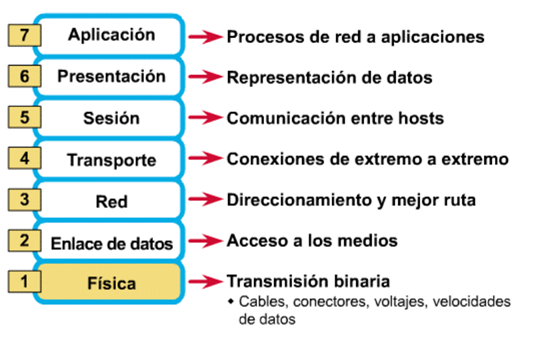 7 Aplicación Procesos de red a aplicaciones
6 Presentación Representación de datos
5 Sesión Comunicación entre hosts
4 Transporte Conexiones de extremo a extremo
3 Red Direccionamiento y mejor ruta
2 Enlace de datos Acceso a los medios
1 Física Transmisión binaria
◆ Cables, conectores, voltajes, velocidades
de datos